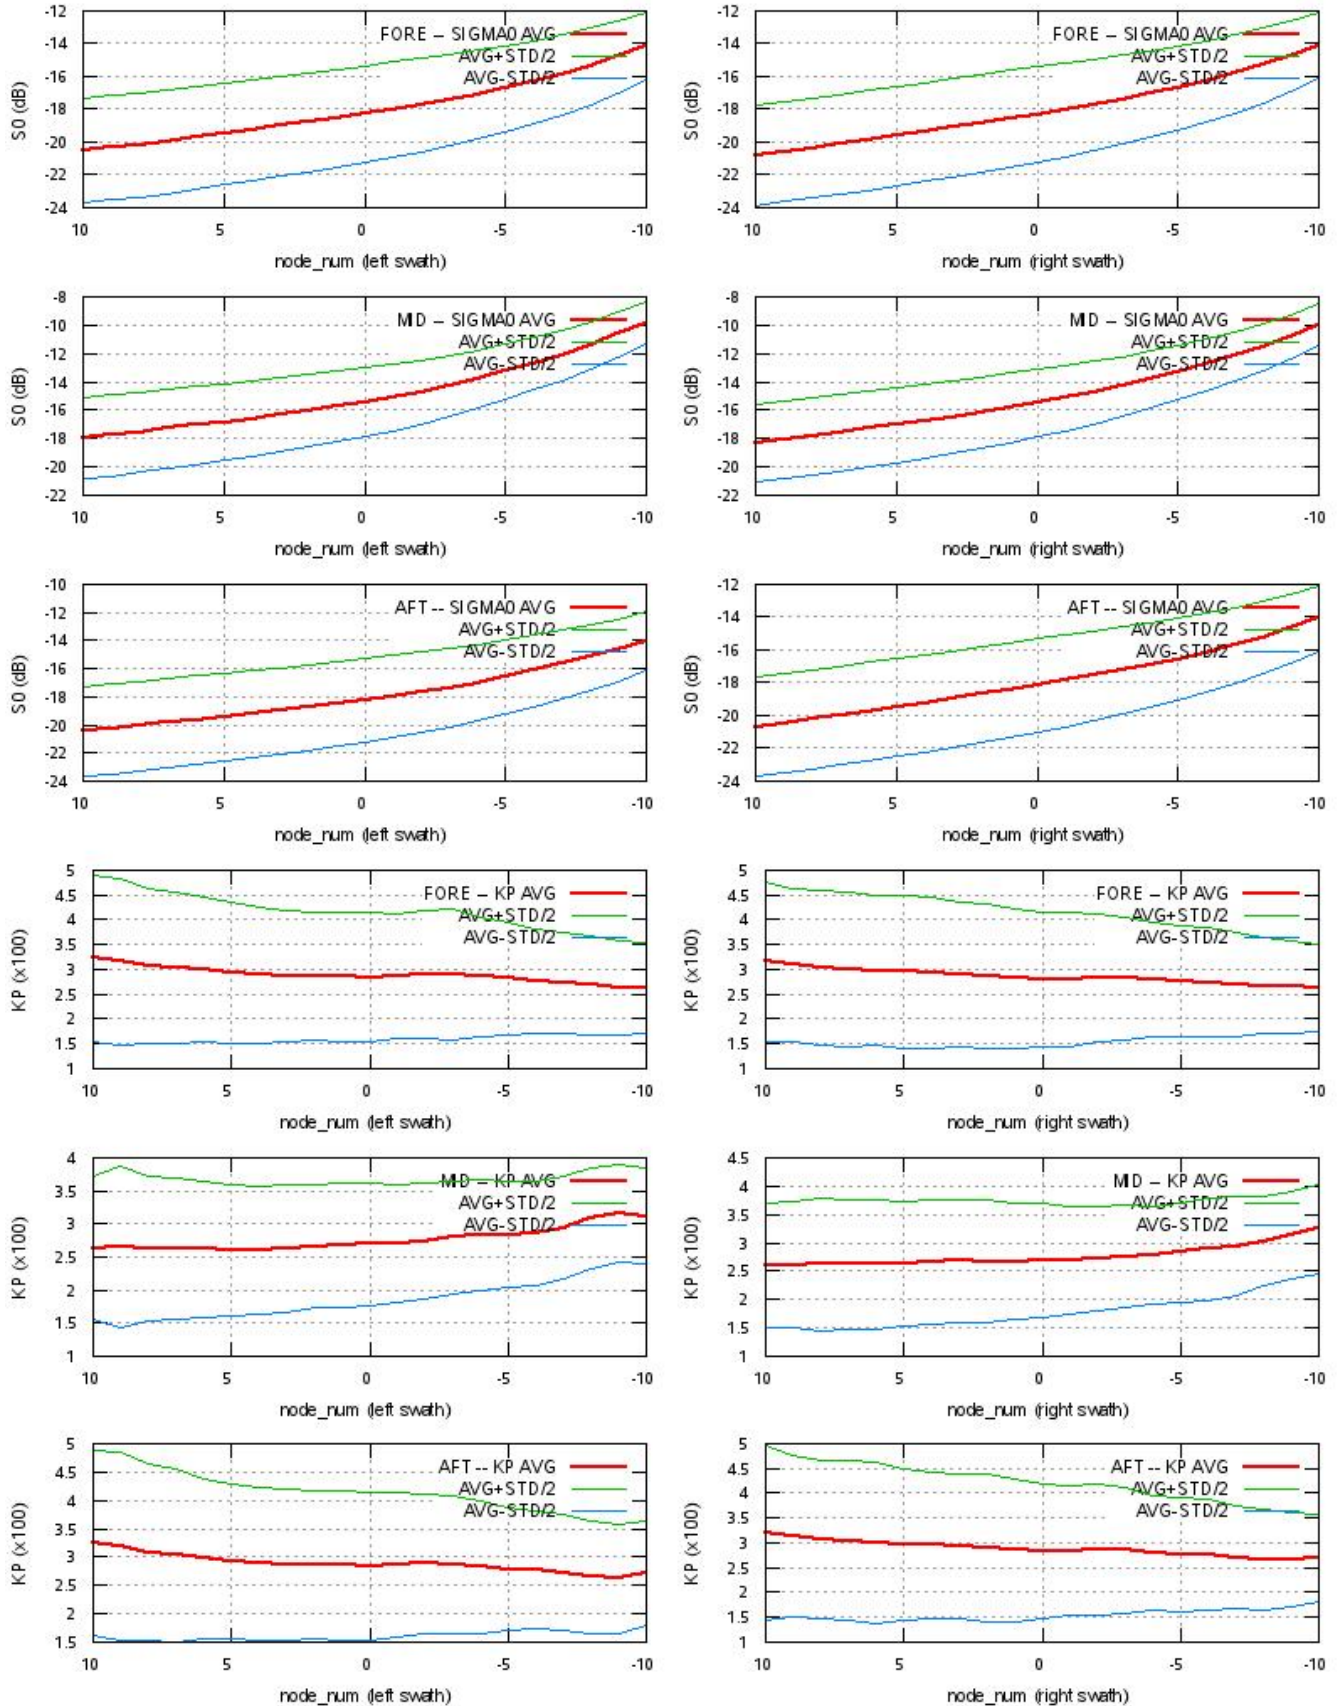 -12
-14
-16
-18
-20
-22
-24
S0 (dB)
FORE -- SIGMA0 AVG
AVG+STD/2
AVG-STD/2
10 5 0 -5 -10
node_num (left swath)
-12
-14
-16
-18
-20
-22
-24
S0 (dB)
FORE -- SIGMA0 AVG
AVG+STD/2
AVG-STD/2
10 5 0 -5 -10
node_num (right swath)
-8
-10
-12
-14
-16
-18
-20
-22
S0 (dB)
MID -- SIGMA0 AVG
AVG+STD/2
AVG-STD/2
10 5 0 -5 -10
node_num (left swath)
-8
-10
-12
-14
-16
-18
-20
-22
S0 (dB)
MID -- SIGMA0 AVG
AVG+STD/2
AVG-STD/2
10 5 0 -5 -10
node_num (right swath)
-10
-12
-14
-16
-18
-20
-22
-24
S0 (dB)
AFT -- SIGMA0 AVG
AVG+STD/2
AVG-STD/2
10 5 0 -5 -10
node_num (left swath)
-12
-14
-16
-18
-20
-22
-24
S0 (dB)
AFT -- SIGMA0 AVG
AVG+STD/2
AVG-STD/2
10 5 0 -5 -10
node_num (right swath)
5
4.5
4
3.5
3
2.5
2
1.5
1
KP (x100)
FORE -- KP AVG
AVG+STD/2
AVG-STD/2
10 5 0 -5 -10
node_num (left swath)
5
4.5
4
3.5
3
2.5
2
1.5
1
KP (x100)
FORE -- KP AVG
AVG+STD/2
AVG-STD/2
10 5 0 -5 -10
node_num (right swath)
4
3.5
3
2.5
2
1.5
1
KP (x100)
MID -- KP AVG
AVG+STD/2
AVG-STD/2
10 5 0 -5 -10
node_num (left swath)
4.5
4
3.5
3
2.5
2
1.5
1
KP (x100)
MID -- KP AVG
AVG+STD/2
AVG-STD/2
10 5 0 -5 -10
node_num (right swath)
5
4.5
4
3.5
3
2.5
2
1.5
KP (x100)
AFT -- KP AVG
AVG+STD/2
AVG-STD/2
10 5 0 -5 -10
node_num (left swath)
5
4.5
4
3.5
3
2.5
2
1.5
1
KP (x100)
AFT -- KP AVG
AVG+STD/2
AVG-STD/2
10 5 0 -5 -10
node_num (right swath)